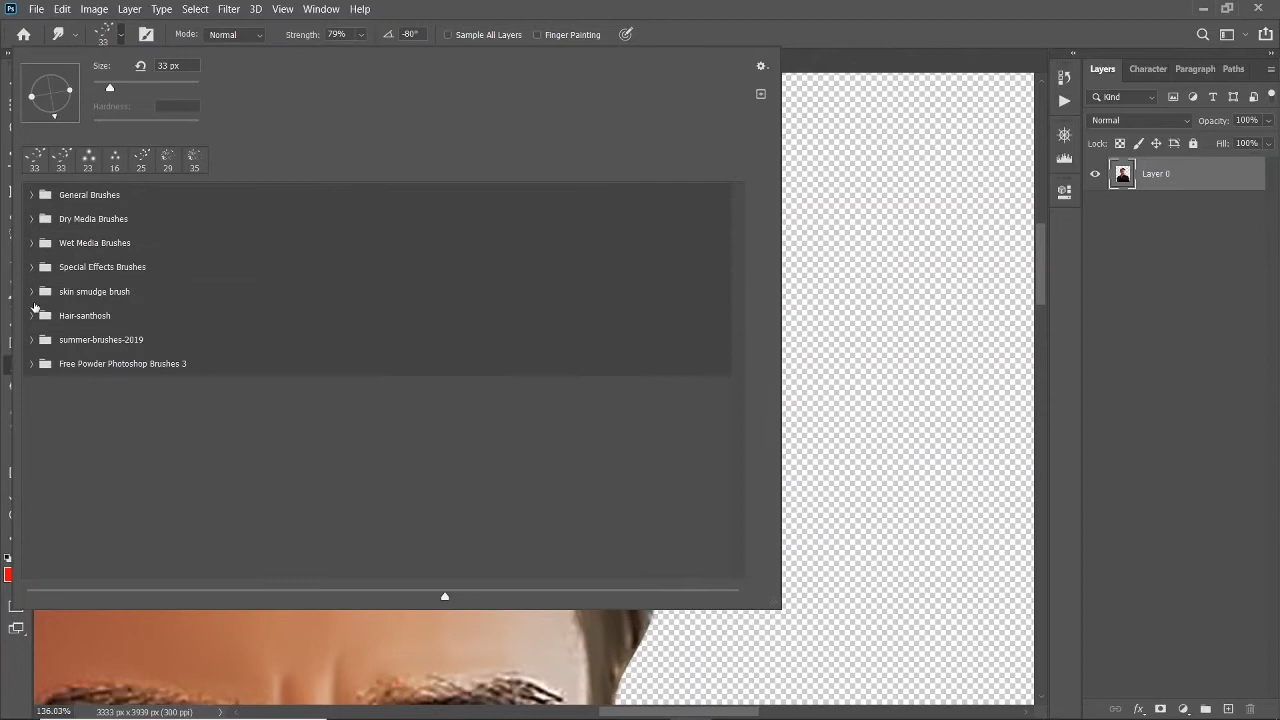 Ps File Edit Image Layer Type Select Filter 3D View Window Help
33 Mode: Normal Strength: 79% -80° Sample All Layers Finger Painting
Size: 33 px
Hardness:
33 33 23 16 25 29 35
General Brushes
Dry Media Brushes
Wet Media Brushes
Special Effects Brushes
skin smudge brush
Hair-santhosh
summer-brushes-2019
Free Powder Photoshop Brushes 3
Layers Character Paragraph Paths
Kind
Normal Opacity: 100%
Lock: Fill: 100%
Layer 0
136.03% 3333 px x 3939 px (300 ppi)
fx